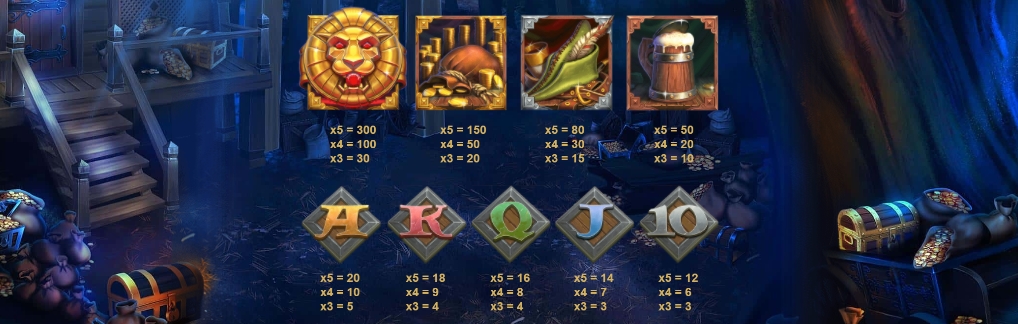 x5 = 300 x5 = 150 x5 = 80 x5 = 50
x4 = 100 x4 = 50 x4 = 30 x4 = 20
x3 = 30 x3 = 20 x3 = 15 x3 = 10
A K Q J 10
x5 = 20 x5 = 18 x5 = 16 x5 = 14 x5 = 12
x4 = 10 x4 = 9 x4 = 8 x4 = 7 x4 = 6
x3 = 5 x3 = 4 x3 = 4 x3 = 3 x3 = 3